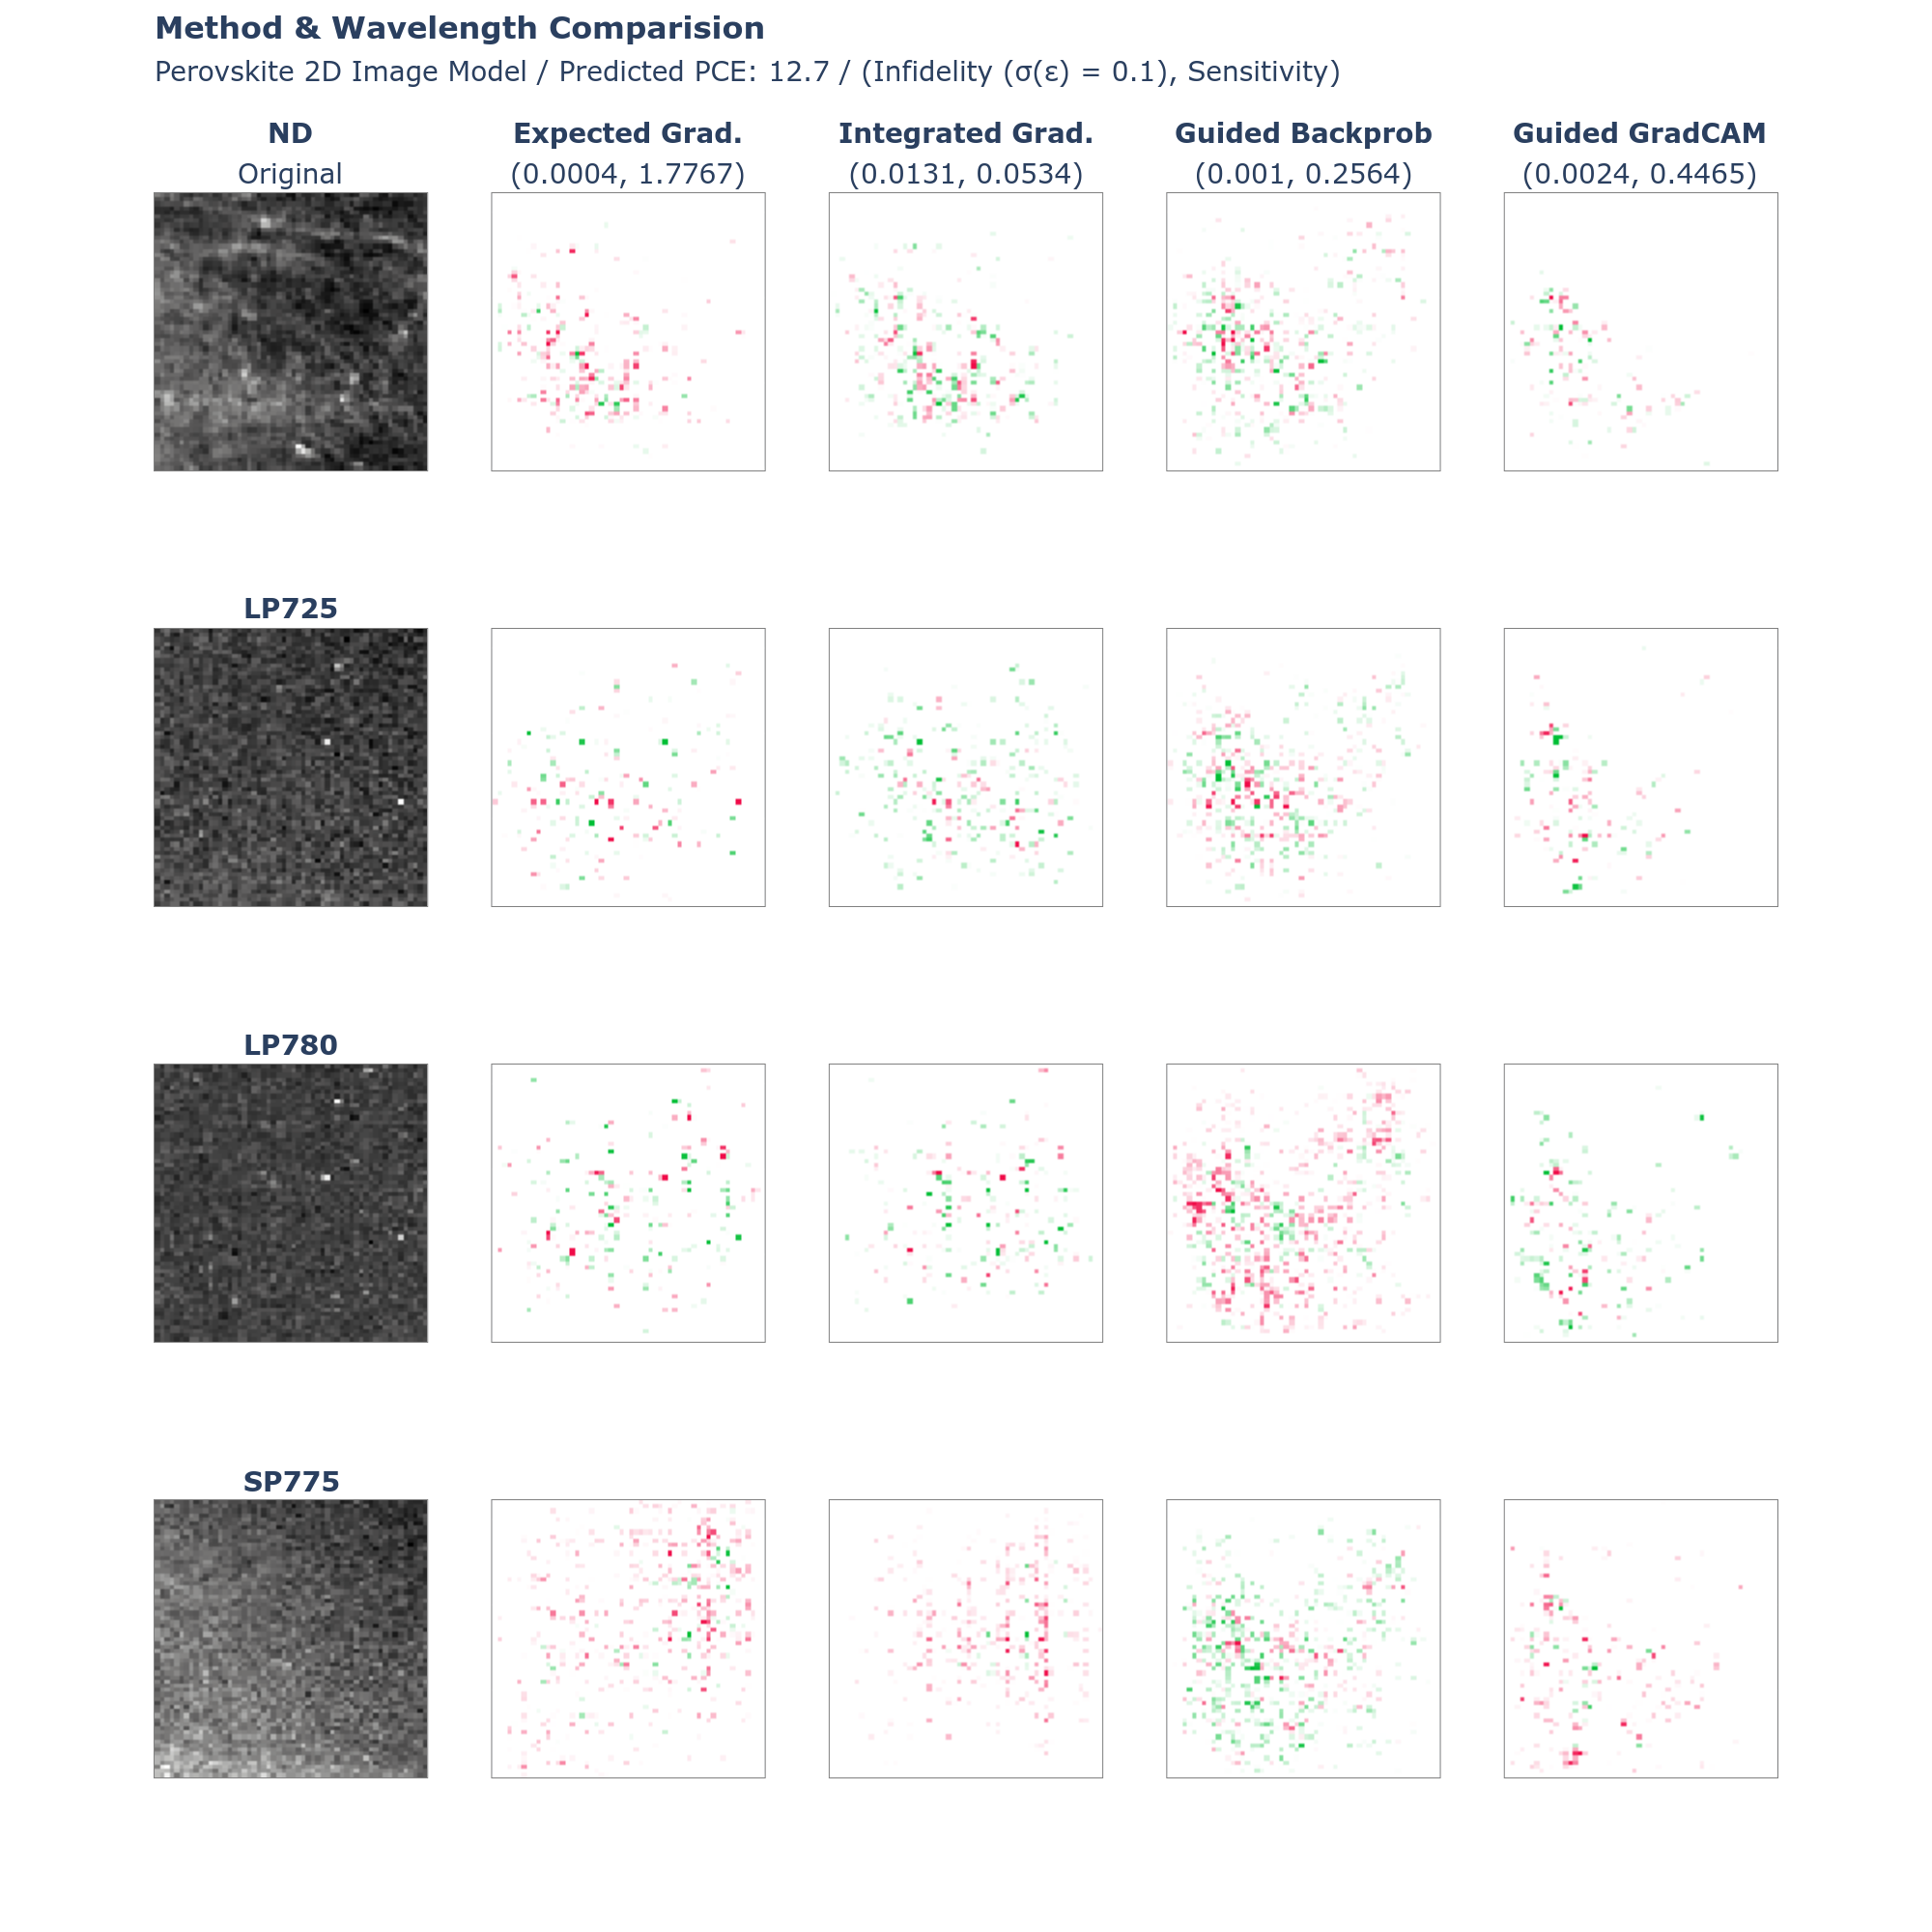 Method & Wavelength Comparision
Perovskite 2D Image Model / Predicted PCE: 12.7 / (Infidelity (σ(ε) = 0.1), Sensitivity)
ND Expected Grad. Integrated Grad. Guided Backprob Guided GradCAM
Original (0.0004, 1.7767) (0.0131, 0.0534) (0.001, 0.2564) (0.0024, 0.4465)
LP725
LP780
SP775